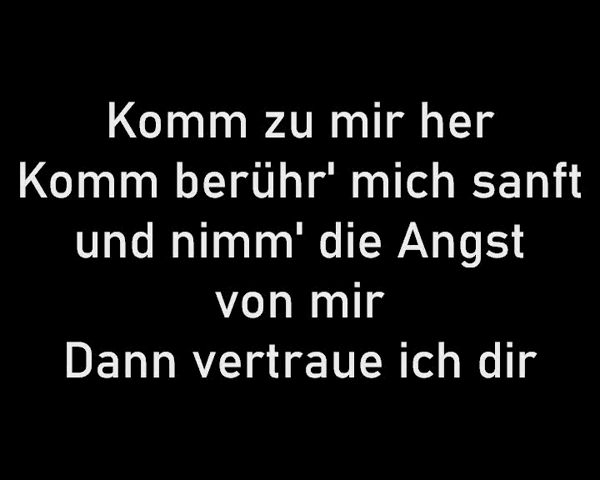 Komm zu mir her
Komm berühr' mich sanft
und nimm' die Angst
von mir
Dann vertraue ich dir